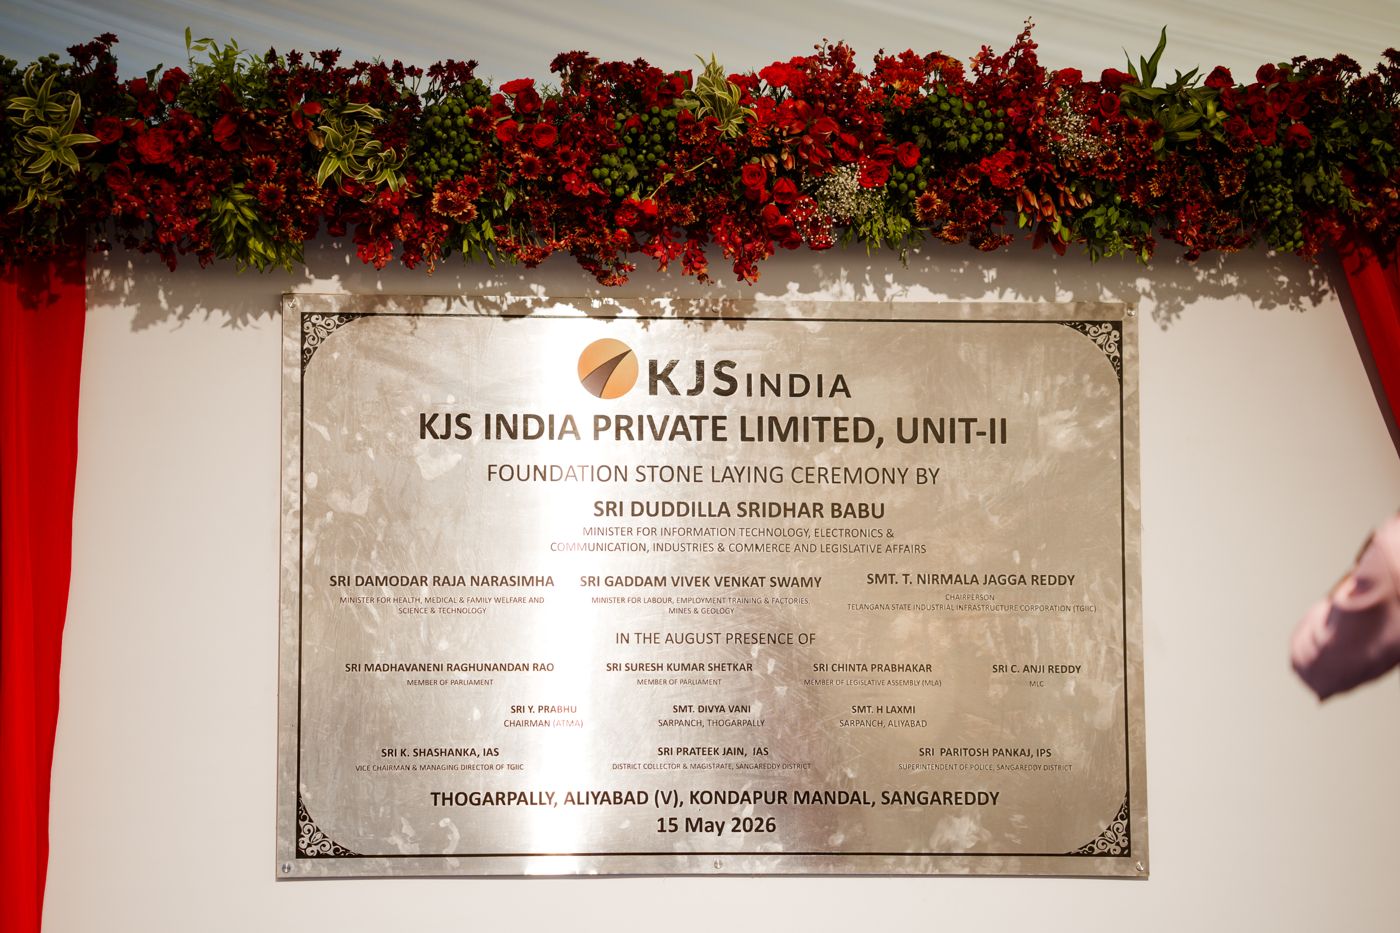 KJS INDIA
KJS INDIA PRIVATE LIMITED, UNIT-II
FOUNDATION STONE LAYING CEREMONY BY
SRI DUDDILLA SRIDHAR BABU
MINISTER FOR INFORMATION TECHNOLOGY, ELECTRONICS &
COMMUNICATION, INDUSTRIES & COMMERCE AND LEGISLATIVE AFFAIRS
SRI DAMODAR RAJA NARASIMHA
MINISTER FOR HEALTH, MEDICAL & FAMILY WELFARE AND
SCIENCE & TECHNOLOGY
SRI GADDAM VIVEK VENKAT SWAMY
MINISTER FOR LABOUR, EMPLOYMENT TRAINING & FACTORIES,
MINES & GEOLOGY
SMT. T. NIRMALA JAGGA REDDY
CHAIRPERSON
TELANGANA STATE INDUSTRIAL INFRASTRUCTURE CORPORATION (TGIIC)
IN THE AUGUST PRESENCE OF
SRI MADHAVANENI RAGHUNANDAN RAO
MEMBER OF PARLIAMENT
SRI SURESH KUMAR SHETKAR
MEMBER OF PARLIAMENT
SRI CHINTA PRABHAKAR
MEMBER OF LEGISLATIVE ASSEMBLY (MLA)
SRI C. ANJI REDDY
MLC
SRI Y. PRABHU
CHAIRMAN (ATMA)
SMT. DIVYA VANI
SARPANCH, THOGARPALLY
SMT. H LAXMI
SARPANCH, ALIYABAD
SRI K. SHASHANKA, IAS
VICE CHAIRMAN & MANAGING DIRECTOR OF TGIIC
SRI PRATEEK JAIN, IAS
DISTRICT COLLECTOR & MAGISTRATE, SANGAREDDY DISTRICT
SRI PARITOSH PANKAJ, IPS
SUPERINTENDENT OF POLICE, SANGAREDDY DISTRICT
THOGARPALLY, ALIYABAD (V), KONDAPUR MANDAL, SANGAREDDY
15 May 2026